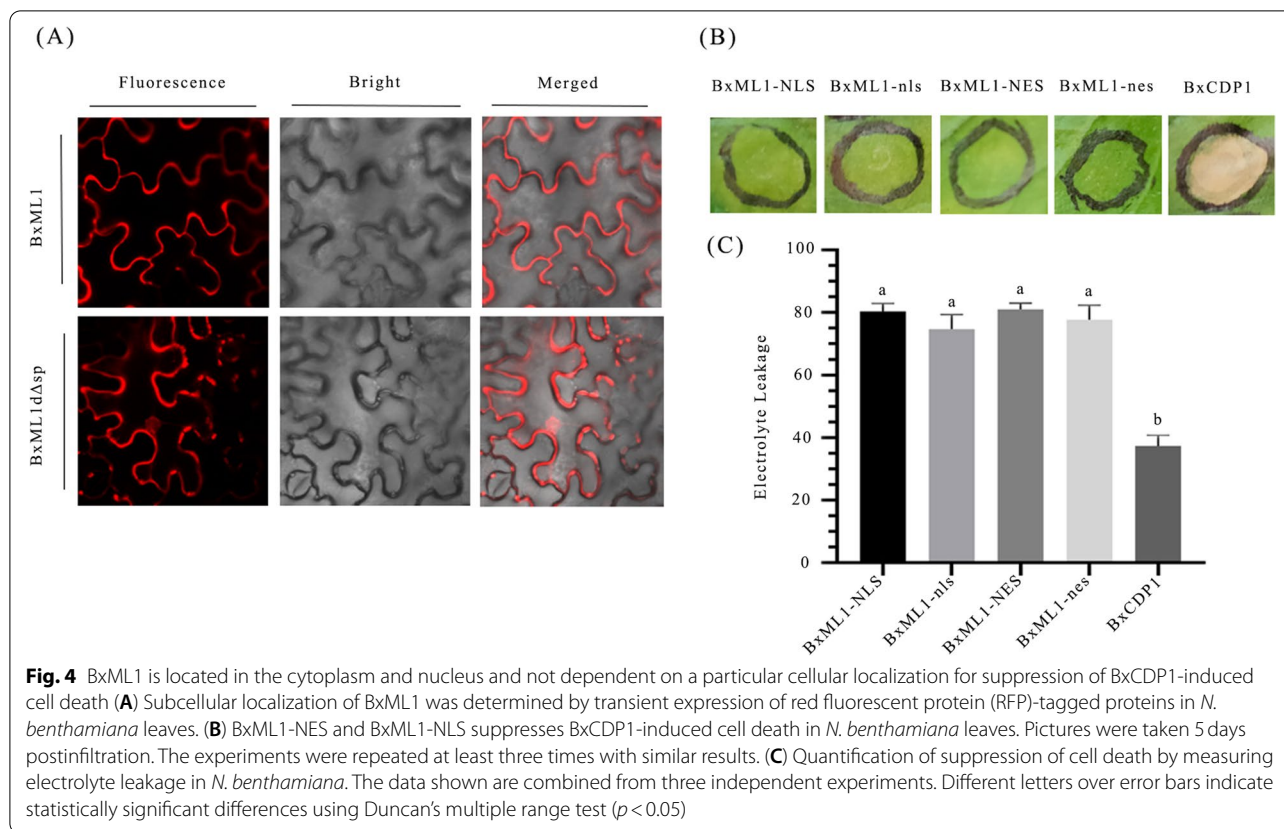 (A)
Fluorescence Bright Merged
BxML1
BxML1dΔsp
(B)
BxML1-NLS BxML1-nls BxML1-NES BxML1-nes BxCDP1
(C)
Electrolyte Leakage
100
80
60
40
20
0
a a a a b
BxML1-NLS BxML1-nls BxML1-NES BxML1-nes BxCDP1
Fig. 4 BxML1 is located in the cytoplasm and nucleus and not dependent on a particular cellular localization for suppression of BxCDP1-induced
cell death (A) Subcellular localization of BxML1 was determined by transient expression of red fluorescent protein (RFP)-tagged proteins in N.
benthamiana leaves. (B) BxML1-NES and BxML1-NLS suppresses BxCDP1-induced cell death in N. benthamiana leaves. Pictures were taken 5 days
postinfiltration. The experiments were repeated at least three times with similar results. (C) Quantification of suppression of cell death by measuring
electrolyte leakage in N. benthamiana. The data shown are combined from three independent experiments. Different letters over error bars indicate
statistically significant differences using Duncan's multiple range test (p < 0.05)